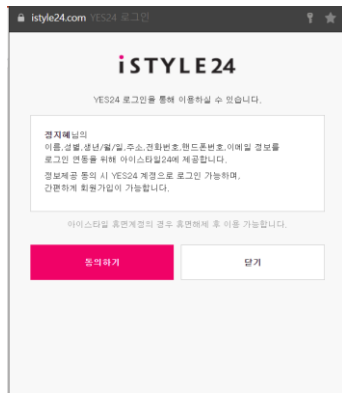 istyle24.com YES24 로그인
iSTYLE24
YES24 로그인을 통해 이용하실 수 있습니다.
정지혜님의
이름,성별,생년/월/일,주소,전화번호,핸드폰번호,이메일 정보를
로그인 연동을 위해 아이스타일24에 제공합니다.
정보제공 동의 시 YES24 계정으로 로그인 가능하며,
간편하게 회원가입이 가능합니다.
아이스타일 휴면계정의 경우 휴면해제 후 이용 가능합니다.
동의하기 닫기